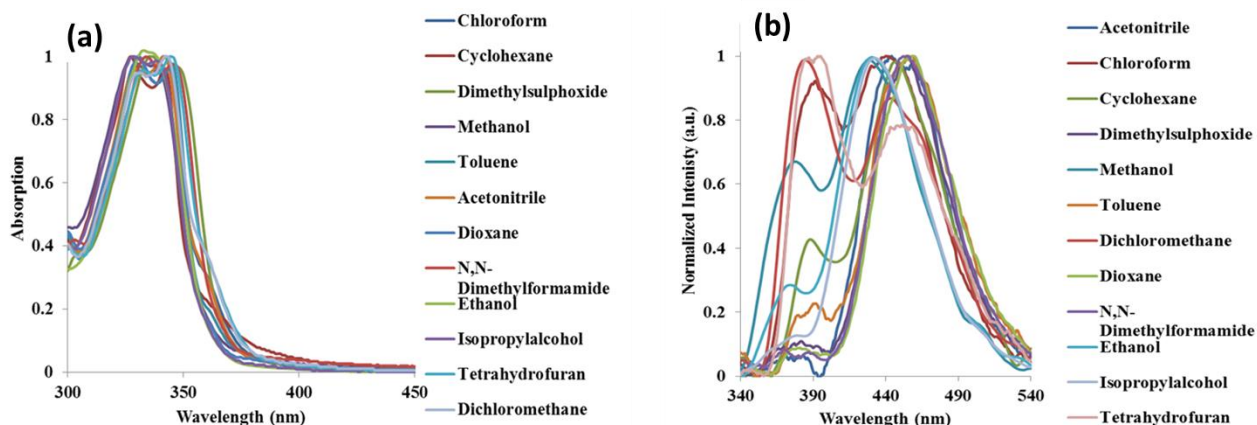 (a)
Absorption
1
0.8
0.6
0.4
0.2
0
300
350
400
450
Wavelength (nm)
Chloroform
Cyclohexane
Dimethylsulphoxide
Methanol
Toluene
Acetonitrile
Dioxane
N,N-
Dimethylformamide
Ethanol
Isopropylalcohol
Tetrahydrofuran
Dichloromethane
(b)
Normalized Intenisty (a.u.)
1
0.8
0.6
0.4
0.2
0
340
390
440
490
540
Wavelength (nm)
Acetonitrile
Chloroform
Cyclohexane
Dimethylsulphoxide
Methanol
Toluene
Dichloromethane
Dioxane
N,N-
Dimethylformamide
Ethanol
Isopropylalcohol
Tetrahydrofuran